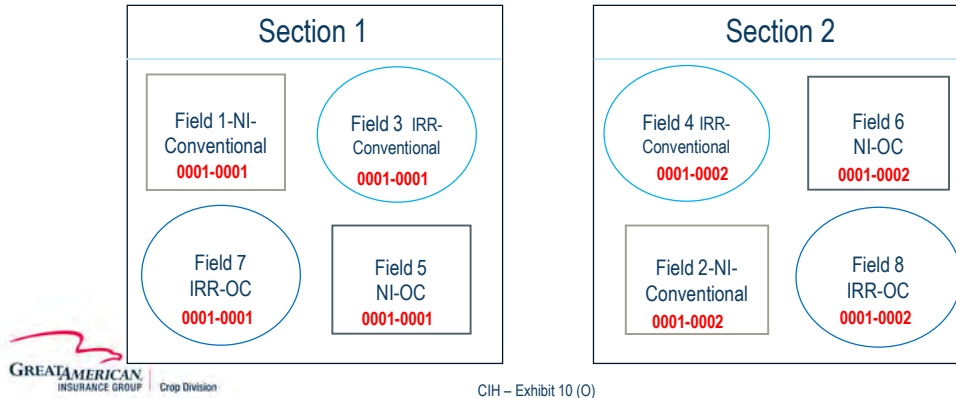 Section 1
Field 1-NI-
Conventional
0001-0001
Field 3 IRR-
Conventional
0001-0001
Field 7
IRR-OC
0001-0001
Field 5
NI-OC
0001-0001
Section 2
Field 4 IRR-
Conventional
0001-0002
Field 6
NI-OC
0001-0002
Field 2-NI-
Conventional
0001-0002
Field 8
IRR-OC
0001-0002
GREATAMERICAN.
INSURANCE GROUP Crop Division
CIH – Exhibit 10 (O)